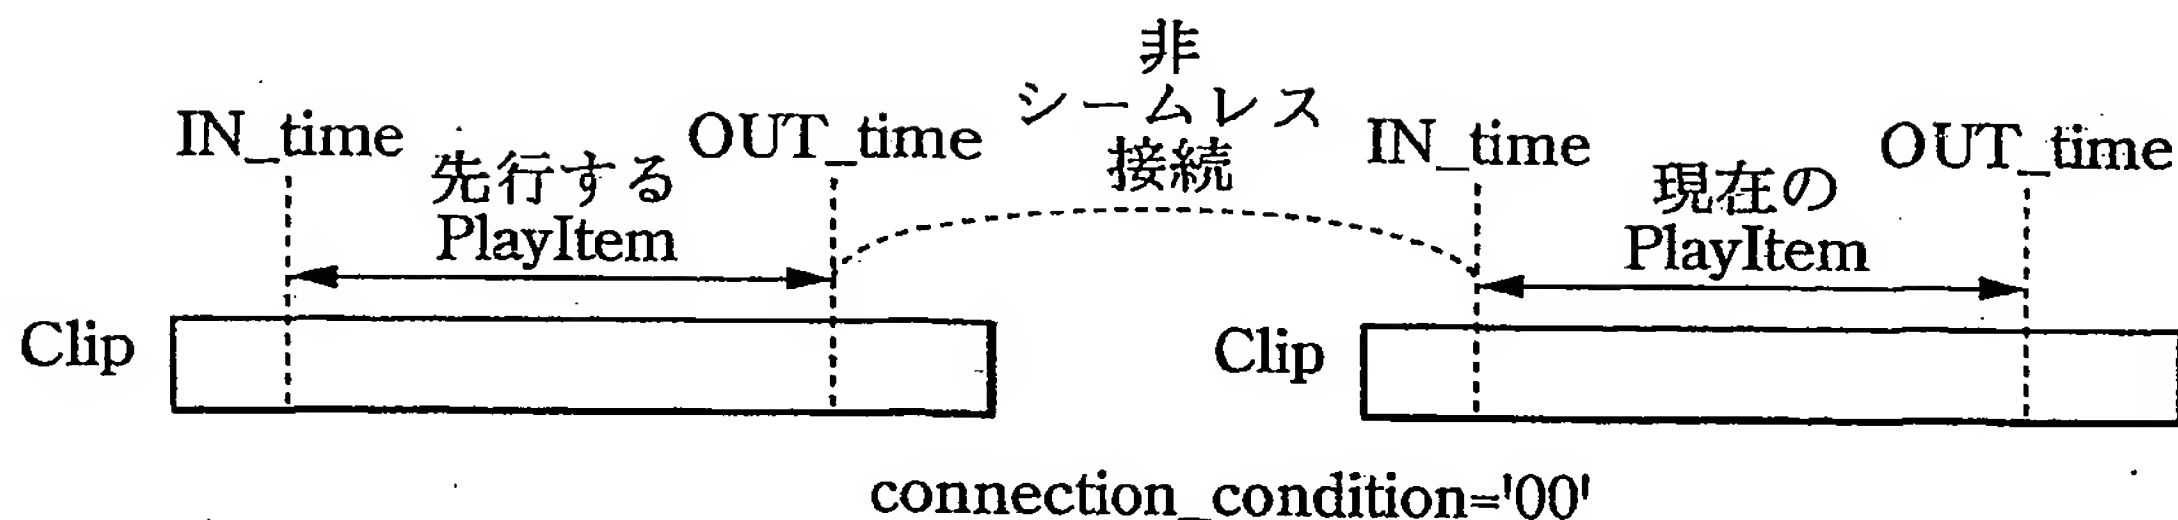 非
シームレス
接続
IN_time
OUT_time
IN_time
OUT_time
先行する
PlayItem
現在の
PlayItem
Clip
Clip
connection_condition='00'